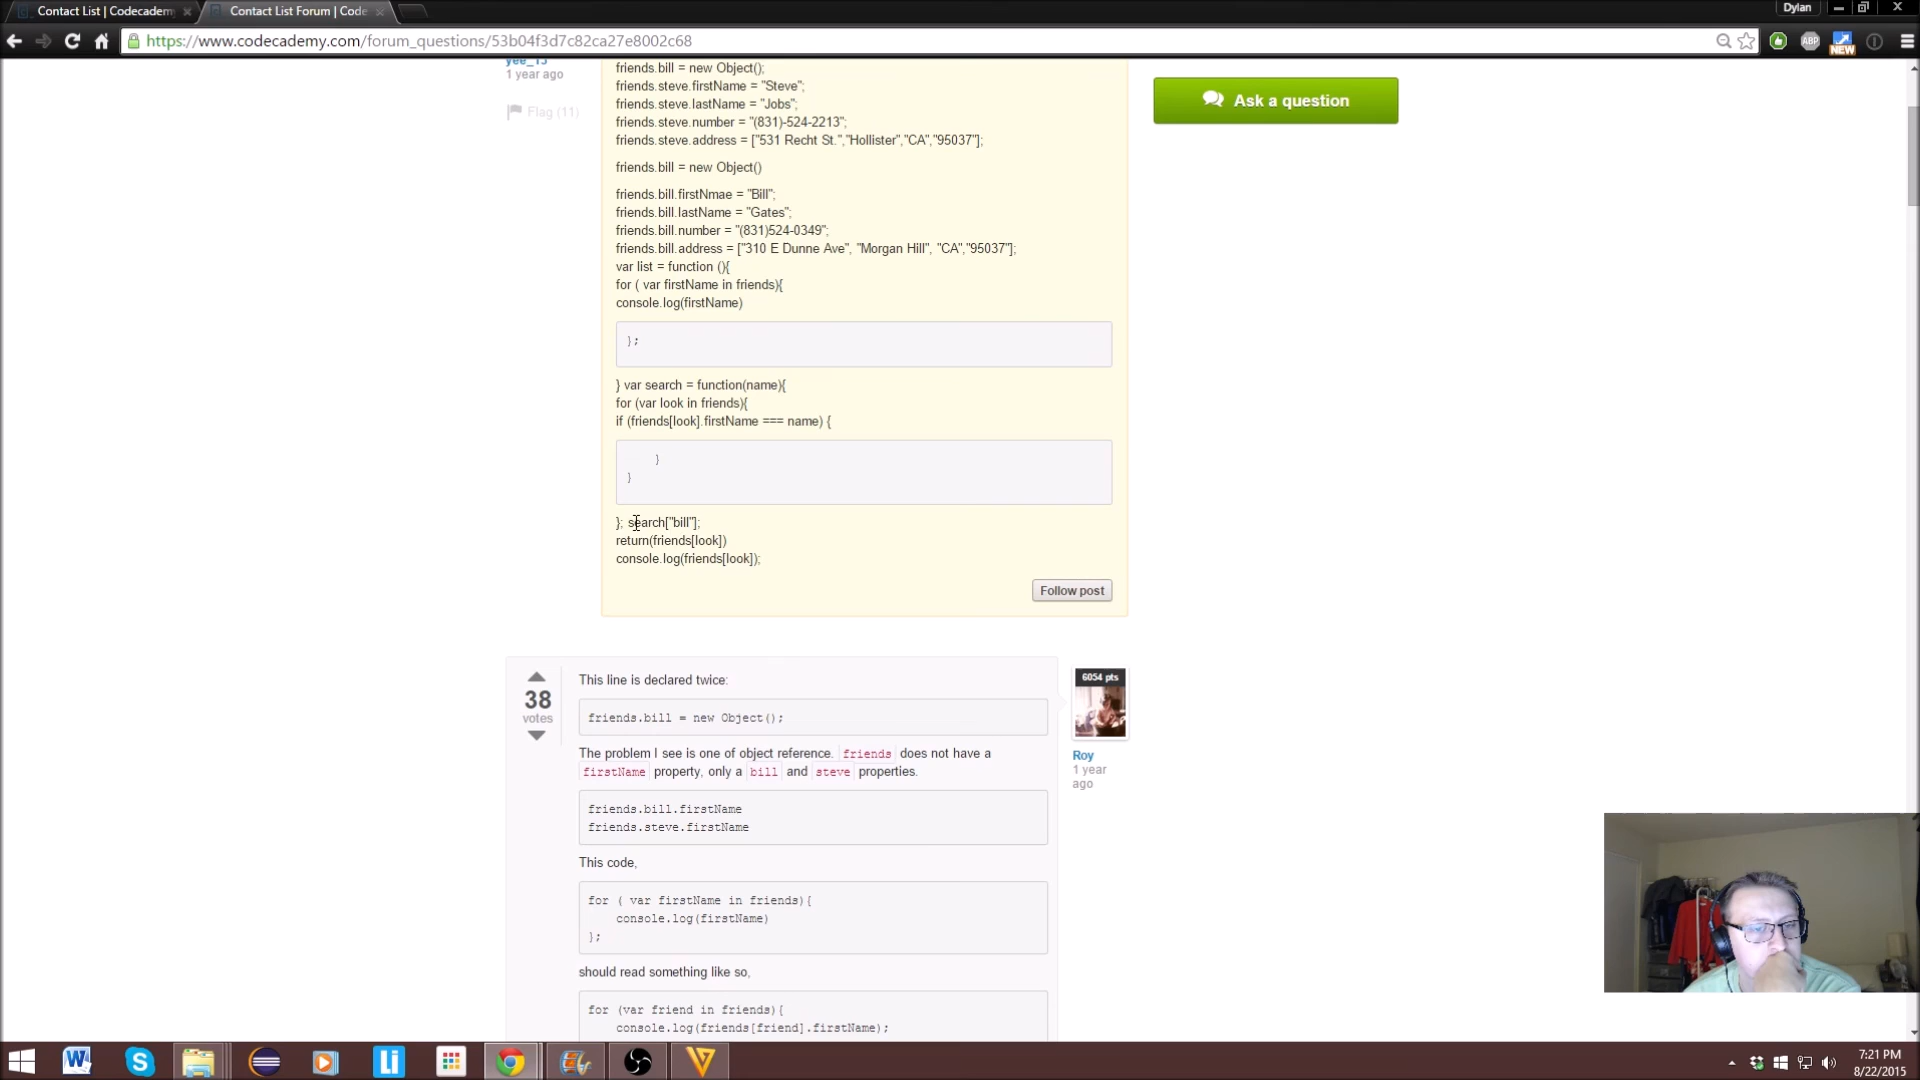 Contact List | Codecadem
Contact List Forum | Code
Dylan
https://www.codecademy.com/forum_questions/53b04f3d7c82ca27e8002c68
ABP
NEW
1 year ago
Flag (11)
friends.bill = new Object();
friends.steve.firstName = "Steve";
friends.steve.lastName = "Jobs";
friends.steve.number = "(831)-524-2213";
friends.steve.address = ["531 Recht St.","Hollister","CA","95037"];
friends.bill = new Object()
friends.bill.firstNmae = "Bill";
friends.bill.lastName = "Gates";
friends.bill.number = "(831)524-0349";
friends.bill.address = ["310 E Dunne Ave", "Morgan Hill", "CA","95037"];
var list = function (){
for ( var firstName in friends){
console.log(firstName)
};
} var search = function(name){
for (var look in friends){
if (friends[look].firstName === name) {
}
}
}; search["bill"];
return(friends[look])
console.log(friends[look]);
Follow post
Ask a question
38
votes
This line is declared twice:
friends.bill = new Object();
The problem I see is one of object reference. friends does not have a
firstName property, only a bill and steve properties.
friends.bill.firstName
friends.steve.firstName
This code,
for ( var firstName in friends){
console.log(firstName)
};
should read something like so,
for (var friend in friends){
console.log(friends[friend].firstName);
6054 pts
Roy
1 year
ago
7:21 PM
8/22/2015